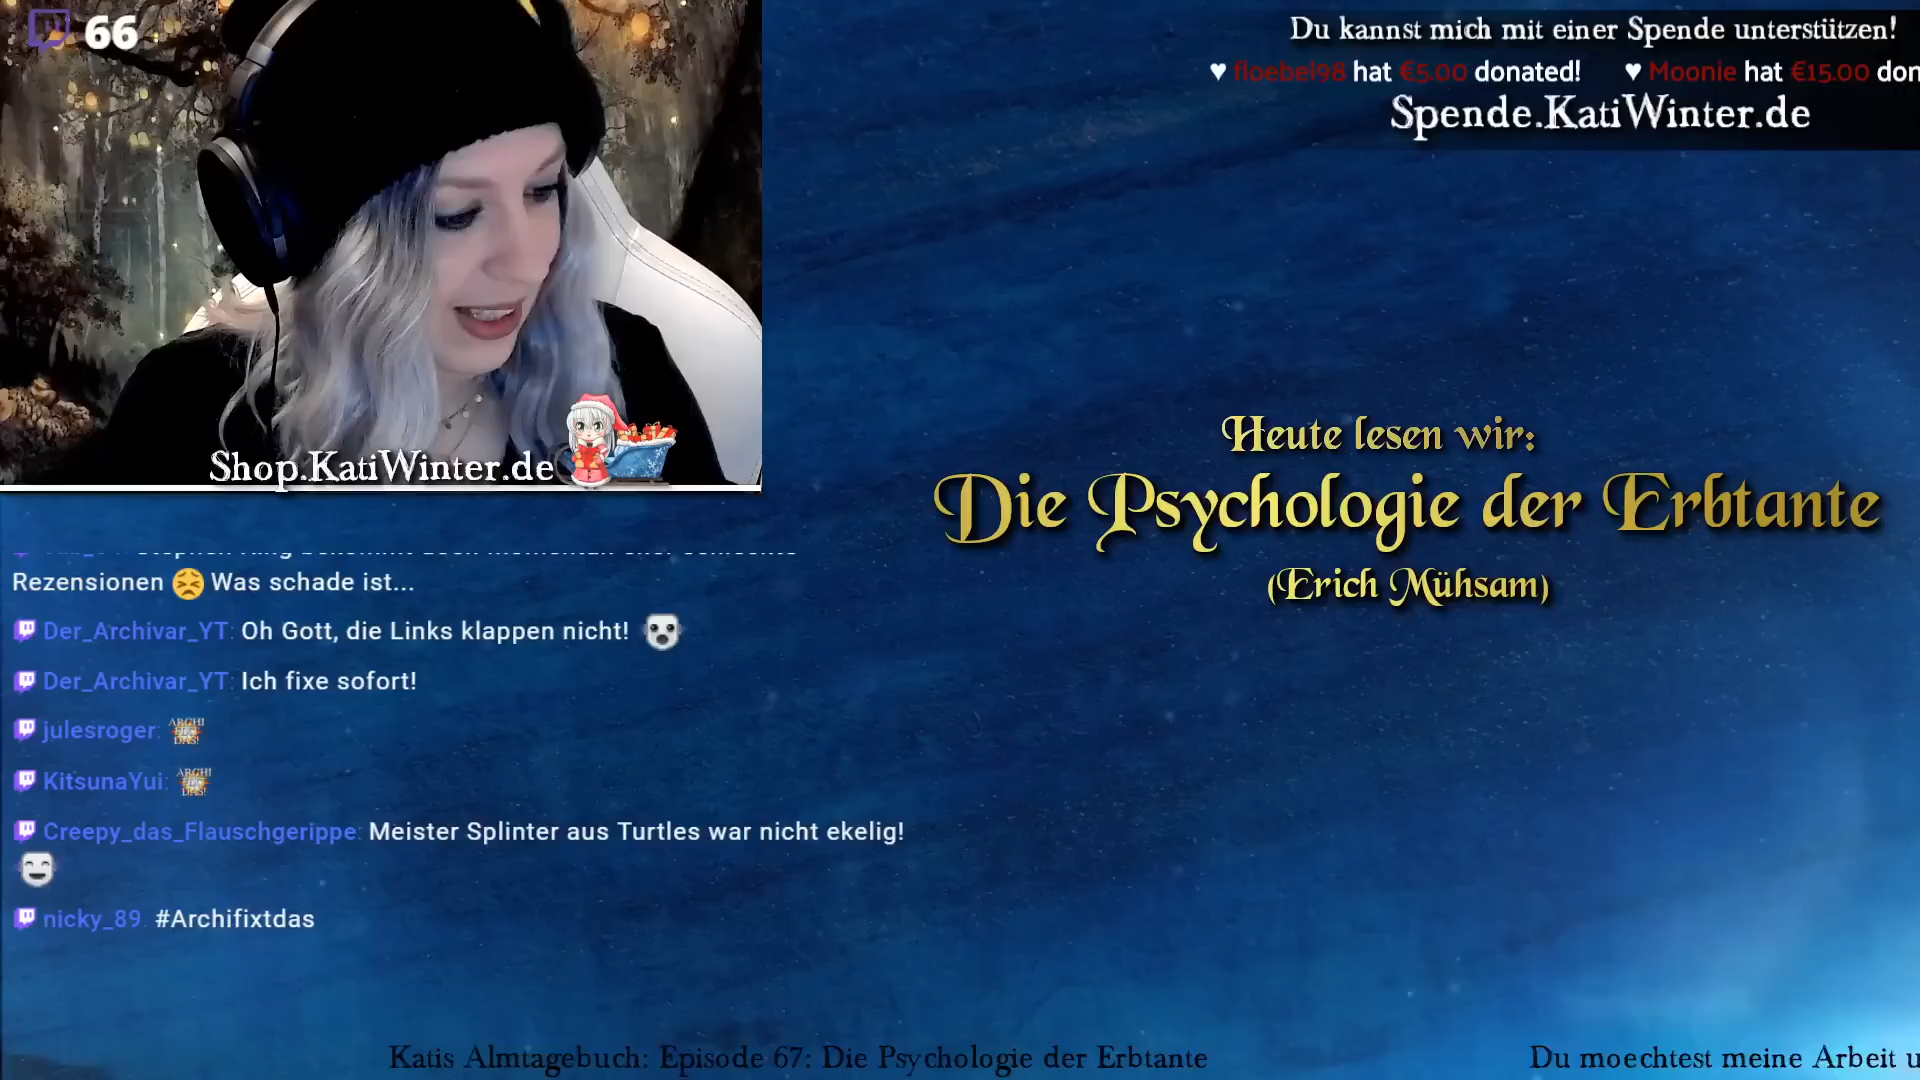 66
Du kannst mich mit einer Spende unterstützen!
♥ floebel98 hat €5.00 donated! ♥ Moonie hat €15.00 don
Spende.KatiWinter.de
Shop.KatiWinter.de
Heute lesen wir:
Die Psychologie der Erbtante
(Erich Mühsam)
Rezensionen 😣 Was schade ist...
Der_Archivar_YT: Oh Gott, die Links klappen nicht!
Der_Archivar_YT: Ich fixe sofort!
julesroger:
KitsunaYui:
Creepy_das_Flauschgerippe: Meister Splinter aus Turtles war nicht ekelig!
nicky_89: #Archifixtdas
Katis Almtagebuch: Episode 67: Die Psychologie der Erbtante
Du moechtest meine Arbeit u